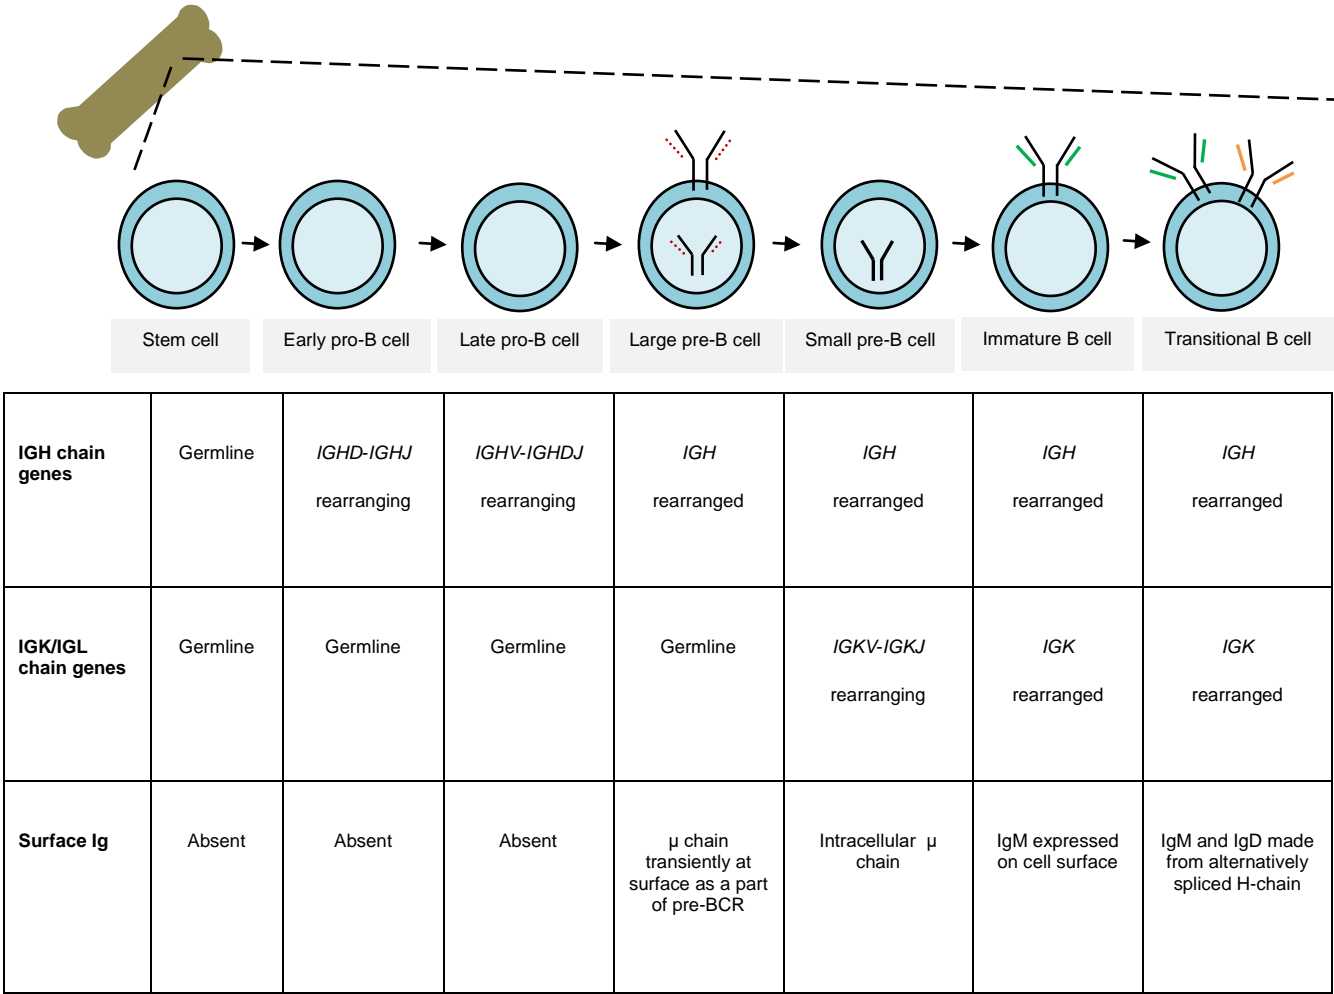 Stem cell
Early pro-B cell
Late pro-B cell
Large pre-B cell
Small pre-B cell
Immature B cell
Transitional B cell
IGH chain
genes
Germline
IGHD-IGHJ
rearranging
IGHV-IGHDJ
rearranging
IGH
rearranged
IGH
rearranged
IGH
rearranged
IGH
rearranged
IGK/IGL
chain genes
Germline
Germline
Germline
Germline
IGKV-IGKJ
rearranging
IGK
rearranged
IGK
rearranged
Surface Ig
Absent
Absent
Absent
µ chain
transiently at
surface as a part
of pre-BCR
Intracellular µ
chain
IgM expressed
on cell surface
IgM and IgD made
from alternatively
spliced H-chain